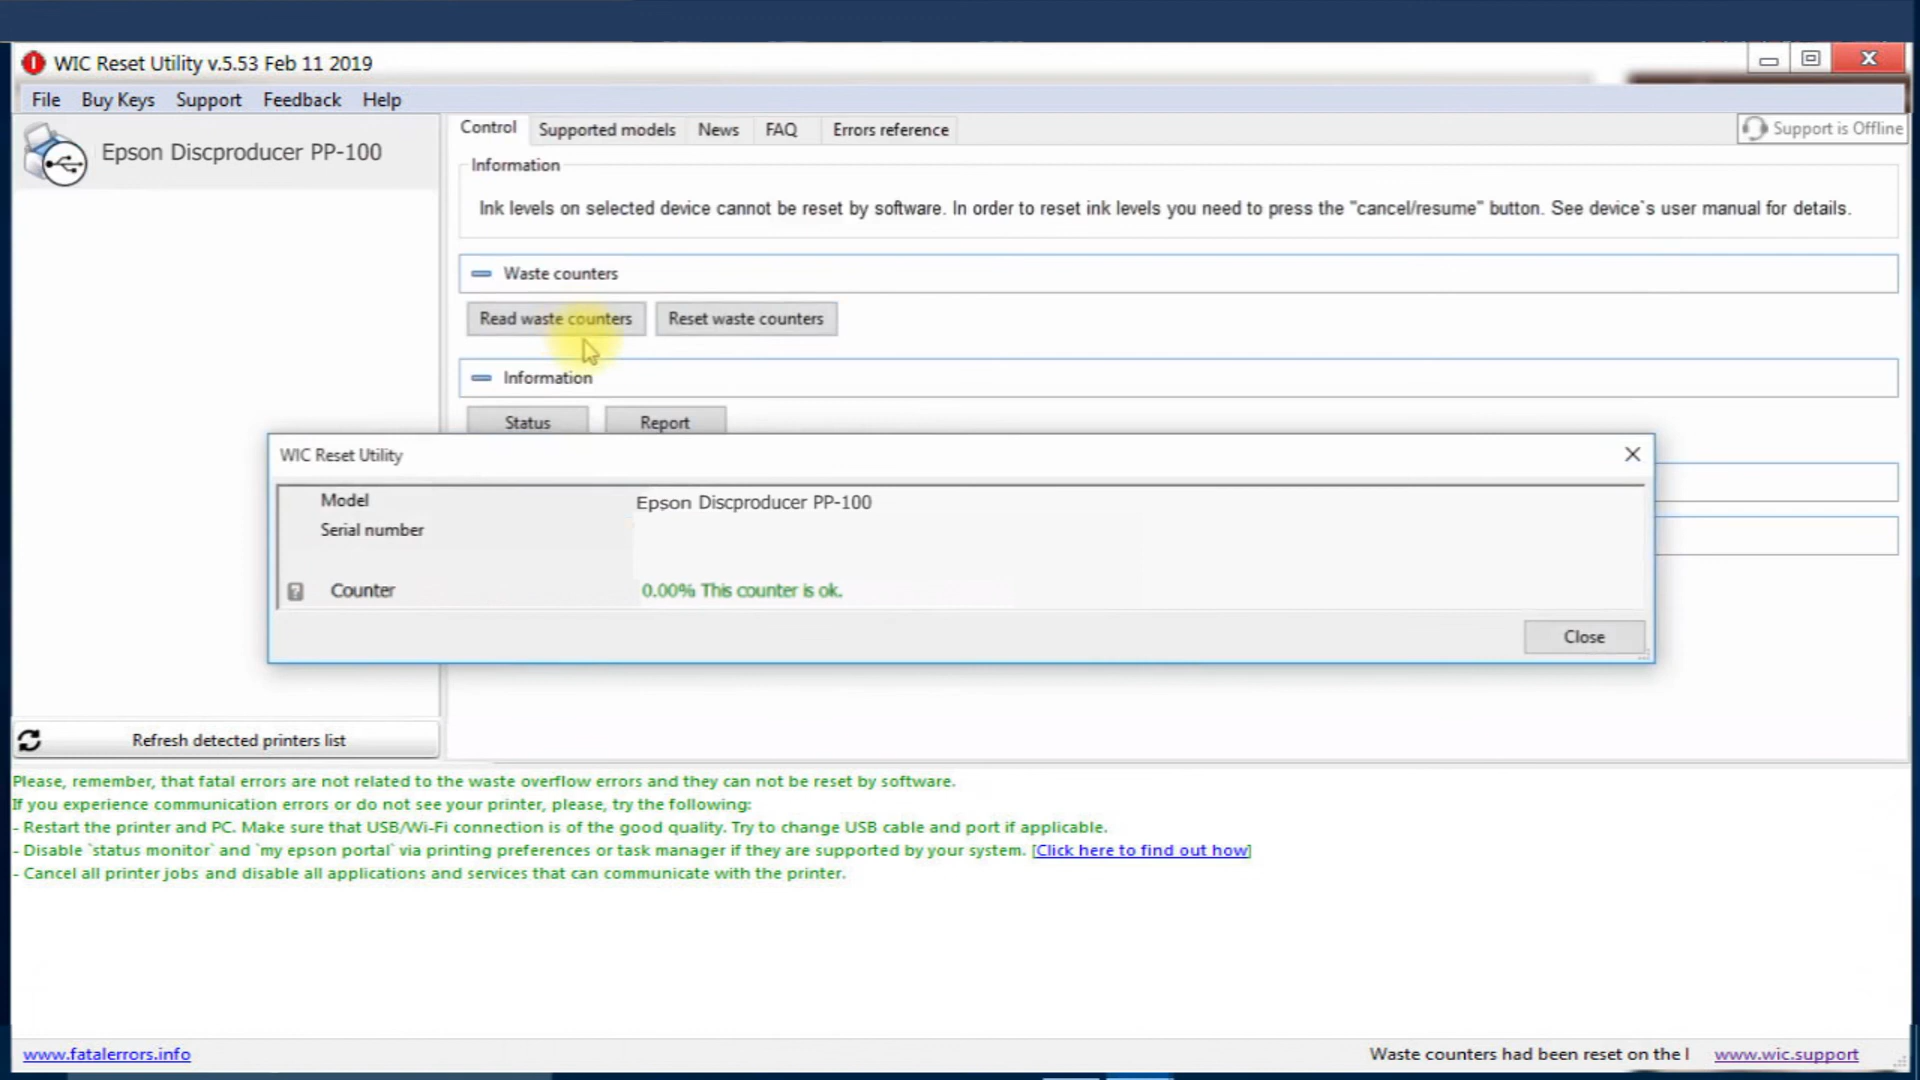 WIC Reset Utility v.5.53 Feb 11 2019
File Buy Keys Support Feedback Help
Epson Discproducer PP-100
Control Supported models News FAQ Errors reference
Support is Offline
Information
Ink levels on selected device cannot be reset by software. In order to reset ink levels you need to press the "cancel/resume" button. See device`s user manual for details.
Waste counters
Read waste counters Reset waste counters
Information
Status Report
WIC Reset Utility
Model Epson Discproducer PP-100
Serial number
Counter 0.00% This counter is ok.
Close
Refresh detected printers list
Please, remember, that fatal errors are not related to the waste overflow errors and they can not be reset by software.
If you experience communication errors or do not see your printer, please, try the following:
- Restart the printer and PC. Make sure that USB/Wi-Fi connection is of the good quality. Try to change USB cable and port if applicable.
- Disable `status monitor` and `my epson portal` via printing preferences or task manager if they are supported by your system. [Click here to find out how]
- Cancel all printer jobs and disable all applications and services that can communicate with the printer.
www.fatalerrors.info
Waste counters had been reset on the
www.wic.support